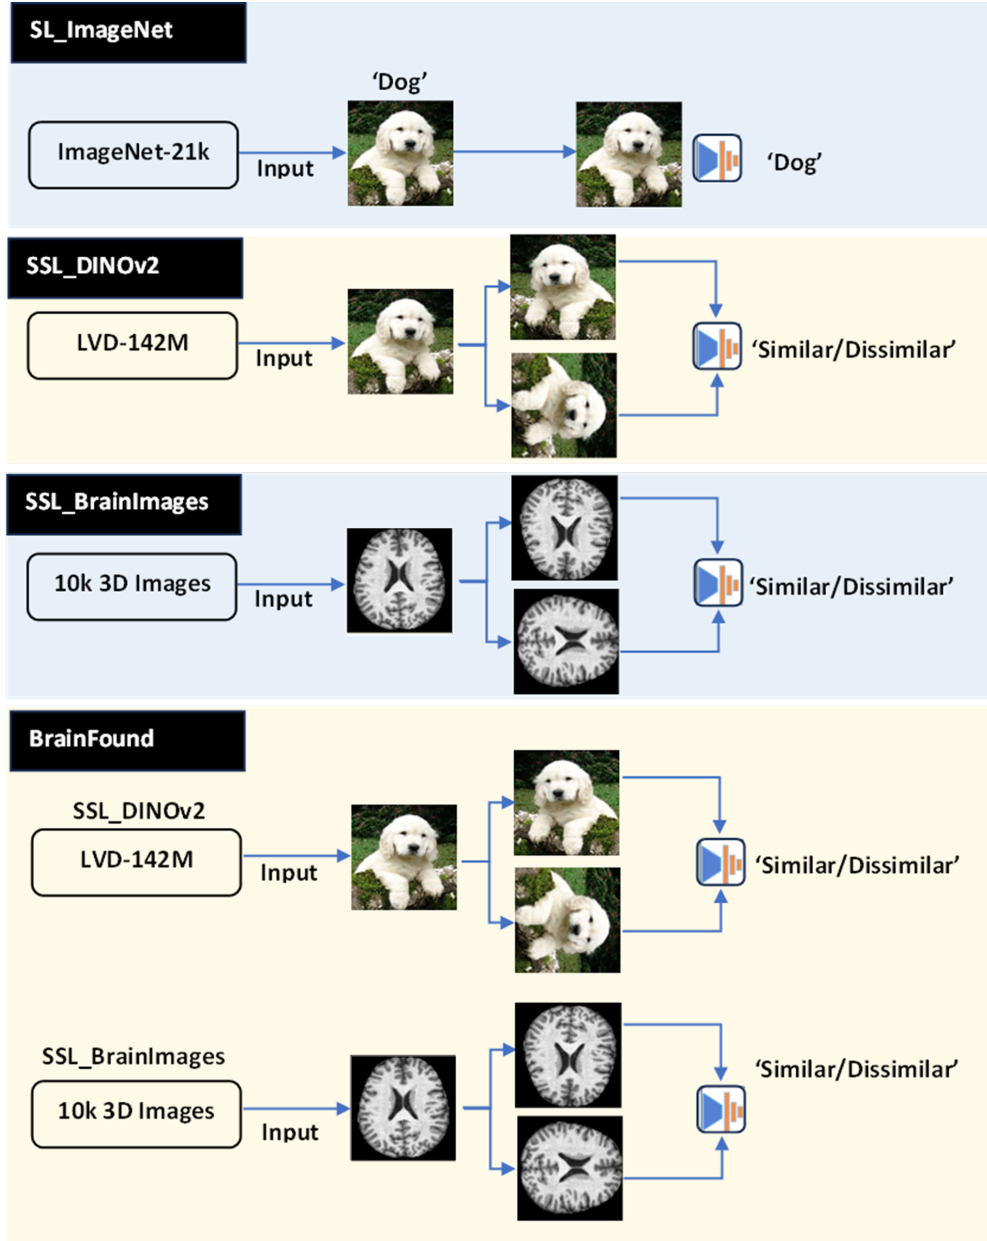 SL_ImageNet
‘Dog’
ImageNet-21k
Input
‘Dog’
SSL_DINOv2
LVD-142M
Input
‘Similar/Dissimilar’
SSL_BrainImages
10k 3D Images
Input
‘Similar/Dissimilar’
BrainFound
SSL_DINOv2
LVD-142M
Input
‘Similar/Dissimilar’
SSL_BrainImages
‘Similar/Dissimilar’
10k 3D Images
Input